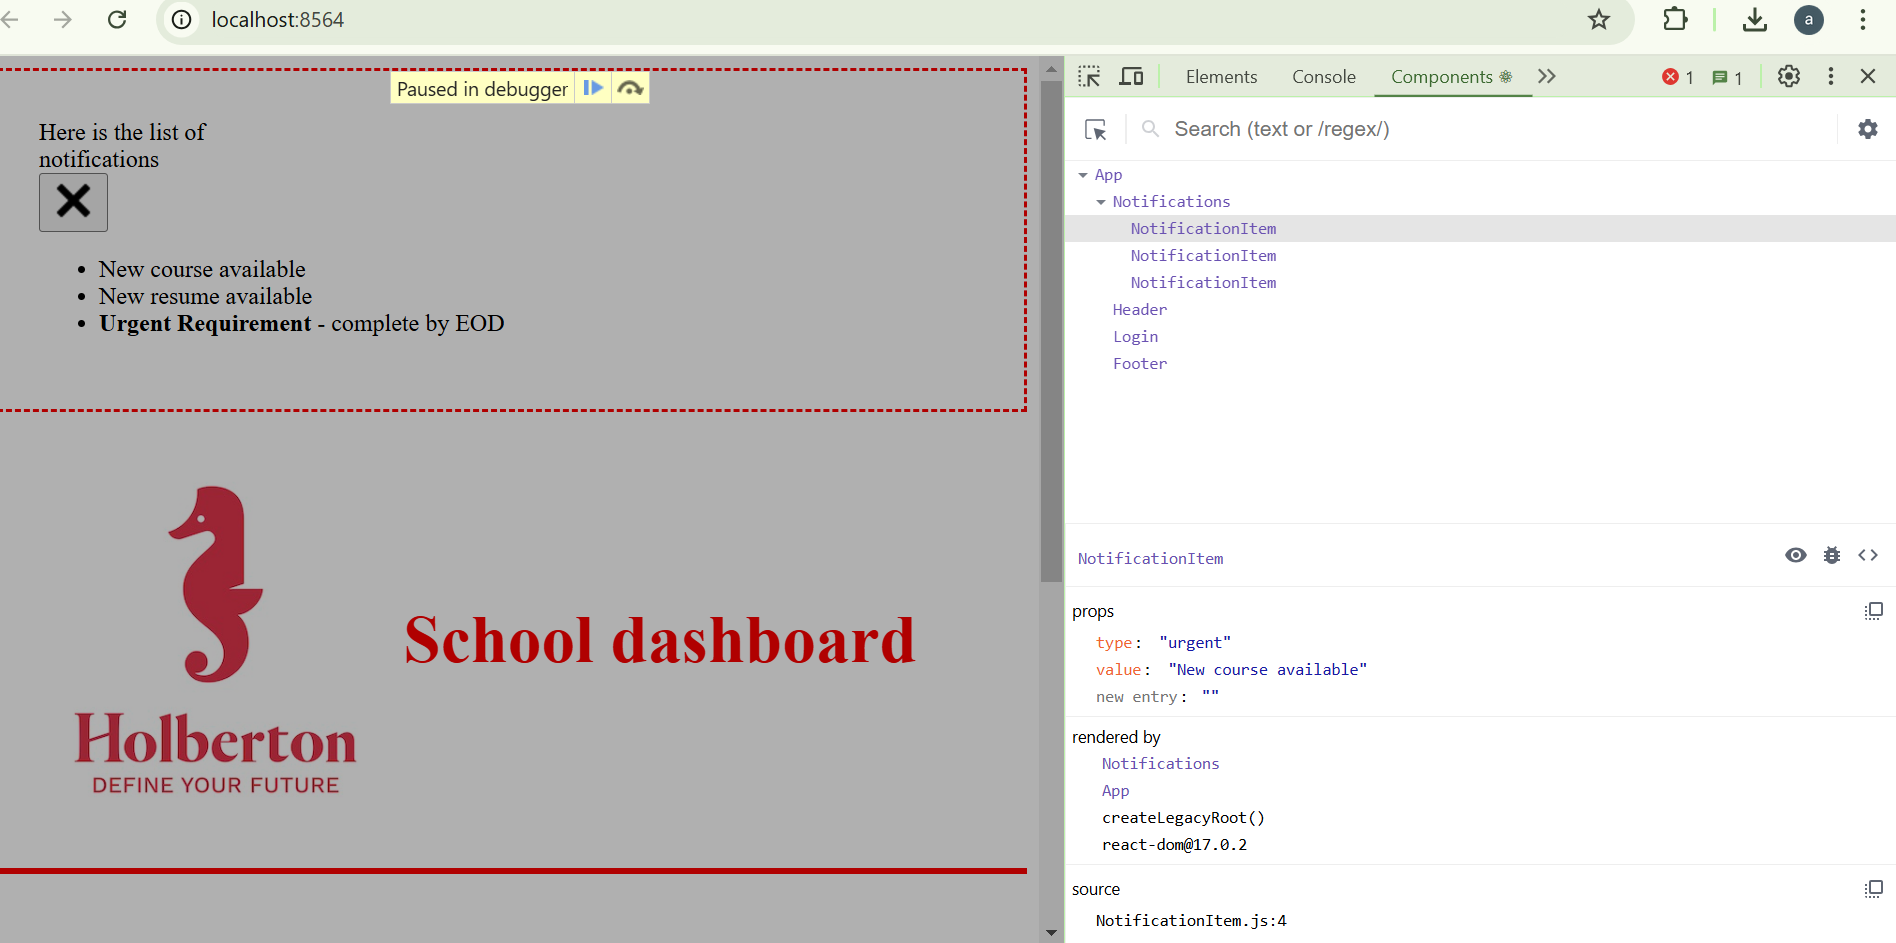 localhost:8564
a
Paused in debugger
Here is the list of
notifications
New course available
New resume available
Urgent Requirement - complete by EOD
Holberton
DEFINE YOUR FUTURE
School dashboard
Elements
Console
Components
1
1
Search (text or /regex/)
App
Notifications
NotificationItem
NotificationItem
NotificationItem
Header
Login
Footer
NotificationItem
props
type: "urgent"
value: "New course available"
new entry: ""
rendered by
Notifications
App
createLegacyRoot()
react-dom@17.0.2
source
NotificationItem.js:4